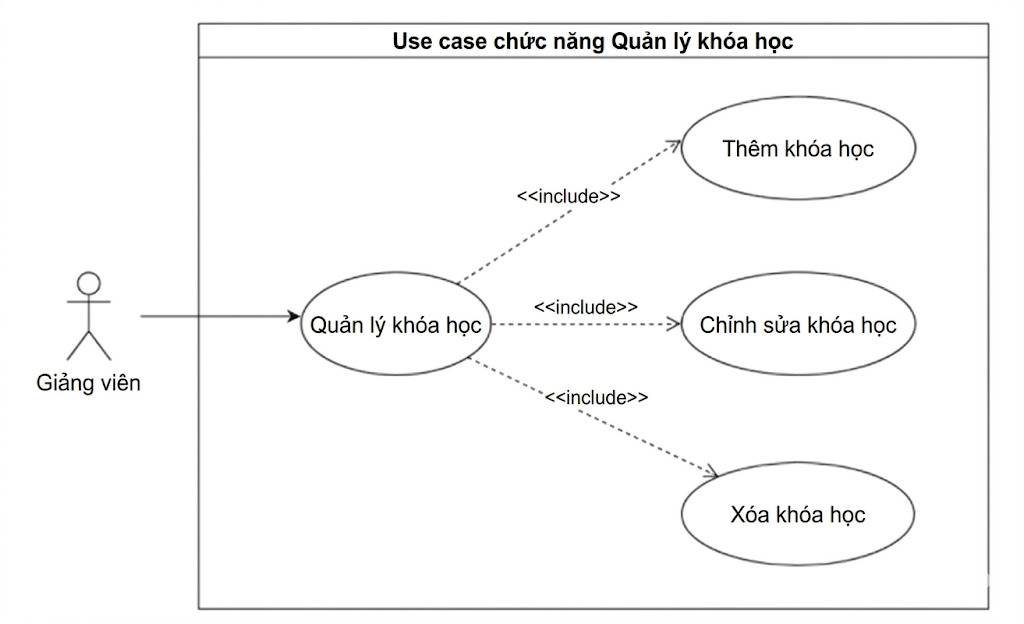 Use case chức năng Quản lý khóa học
Thêm khóa học
<<include>>
<<include>>
Quản lý khóa học
Chỉnh sửa khóa học
Giảng viên
<<include>>
Xóa khóa học